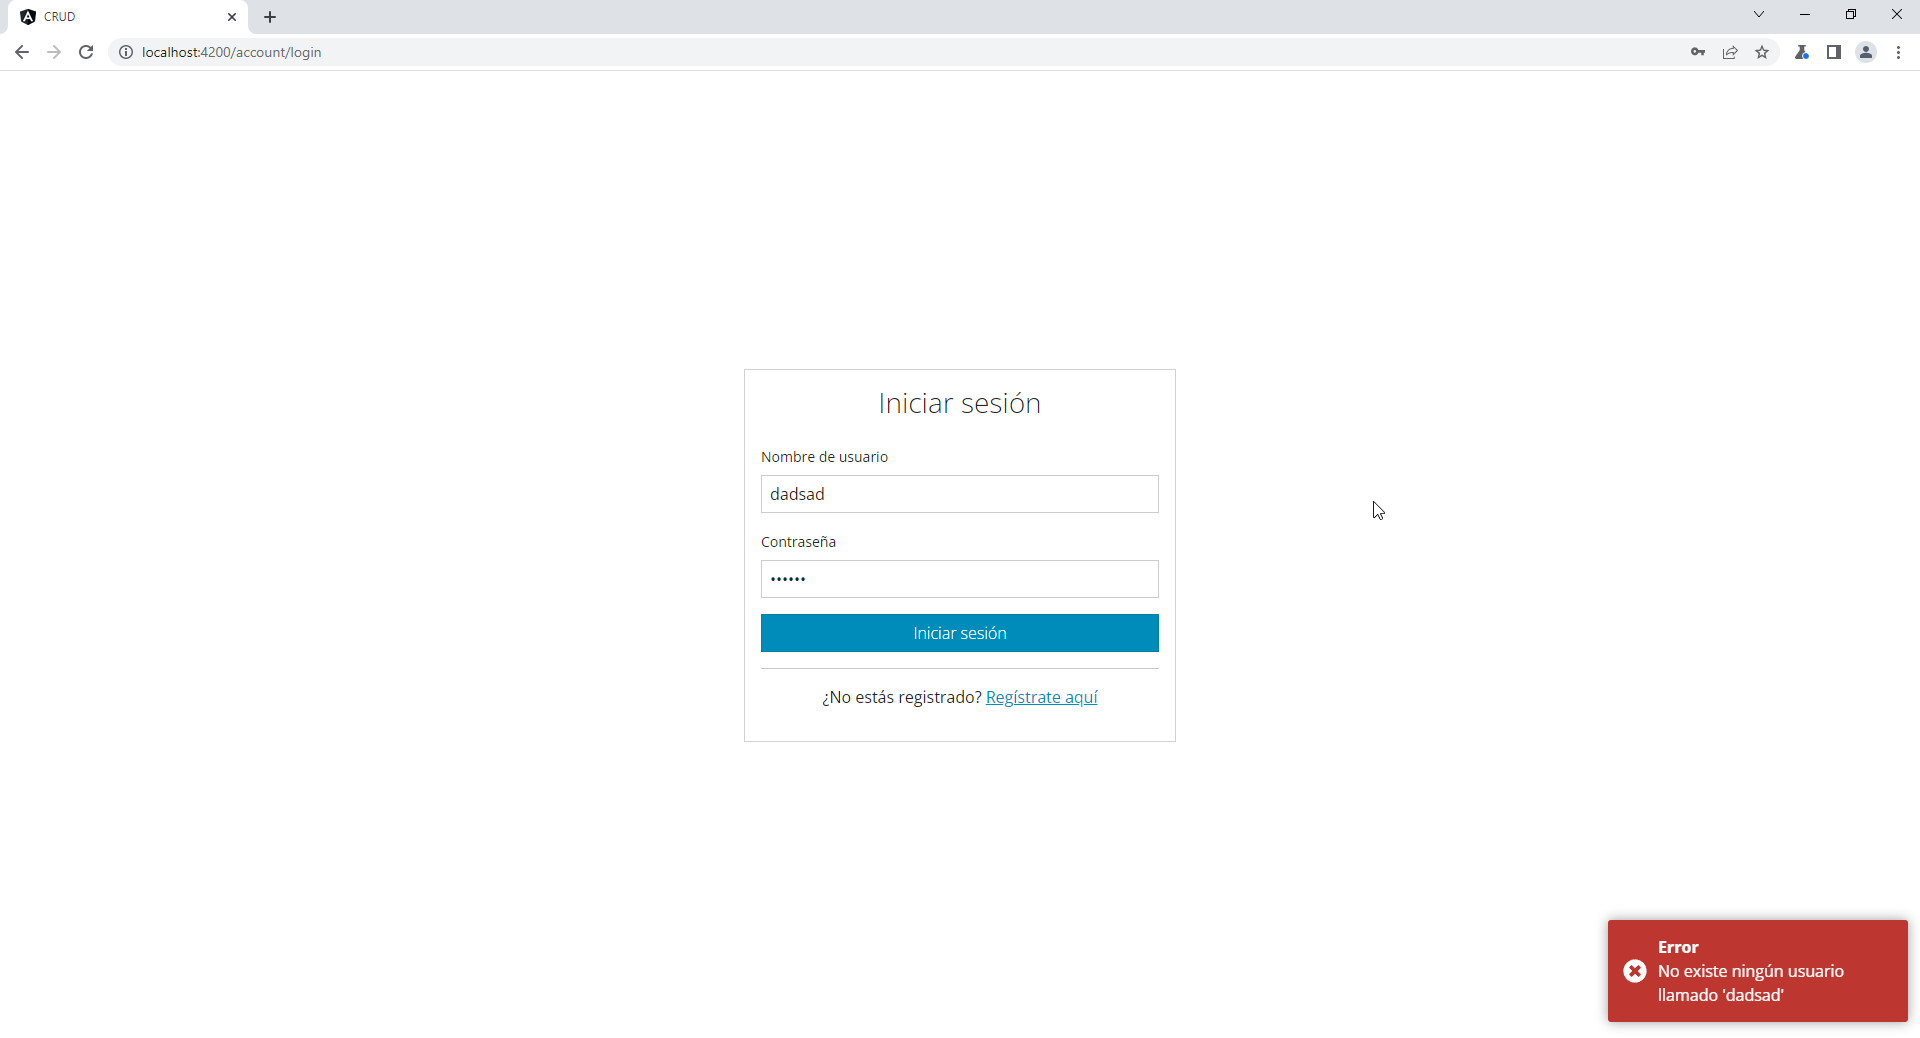 CRUD
localhost:4200/account/login
Iniciar sesión
Nombre de usuario
dadsad
Contraseña
••••••
Iniciar sesión
¿No estás registrado? Regístrate aquí
Error
No existe ningún usuario
llamado 'dadsad'